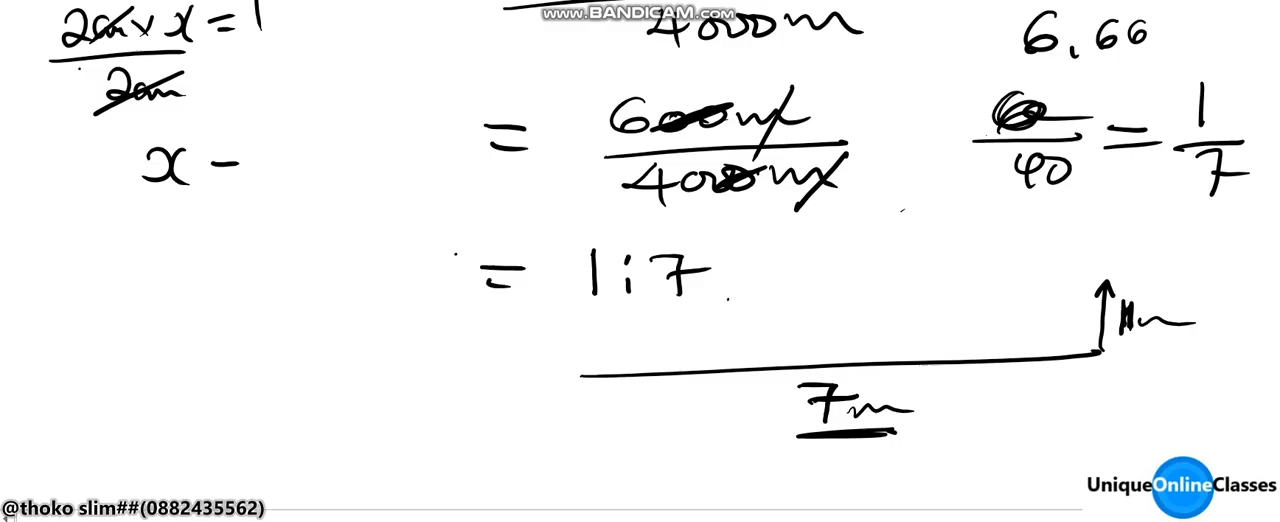 www.BANDICAM.com
2cm × x = 1
2cm
x =
4000m
= 600m
4000m
= 1:7
6.66
6
40
= 1
7
1m
7m
UniqueOnlineClasses
@thoko slim##(0882435562)